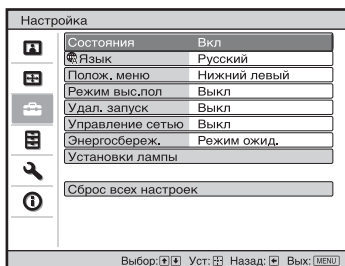 Настройка
Состояния Вкл
Язык Русский
Полож. меню Нижний левый
Режим выс.пол Выкл
Удал. запуск Выкл
Управление сетью Выкл
Энергосбереж. Режим ожид.
Установки лампы
Сброс всех настроек
Выбор: Уст: Назад: Вых: MENU